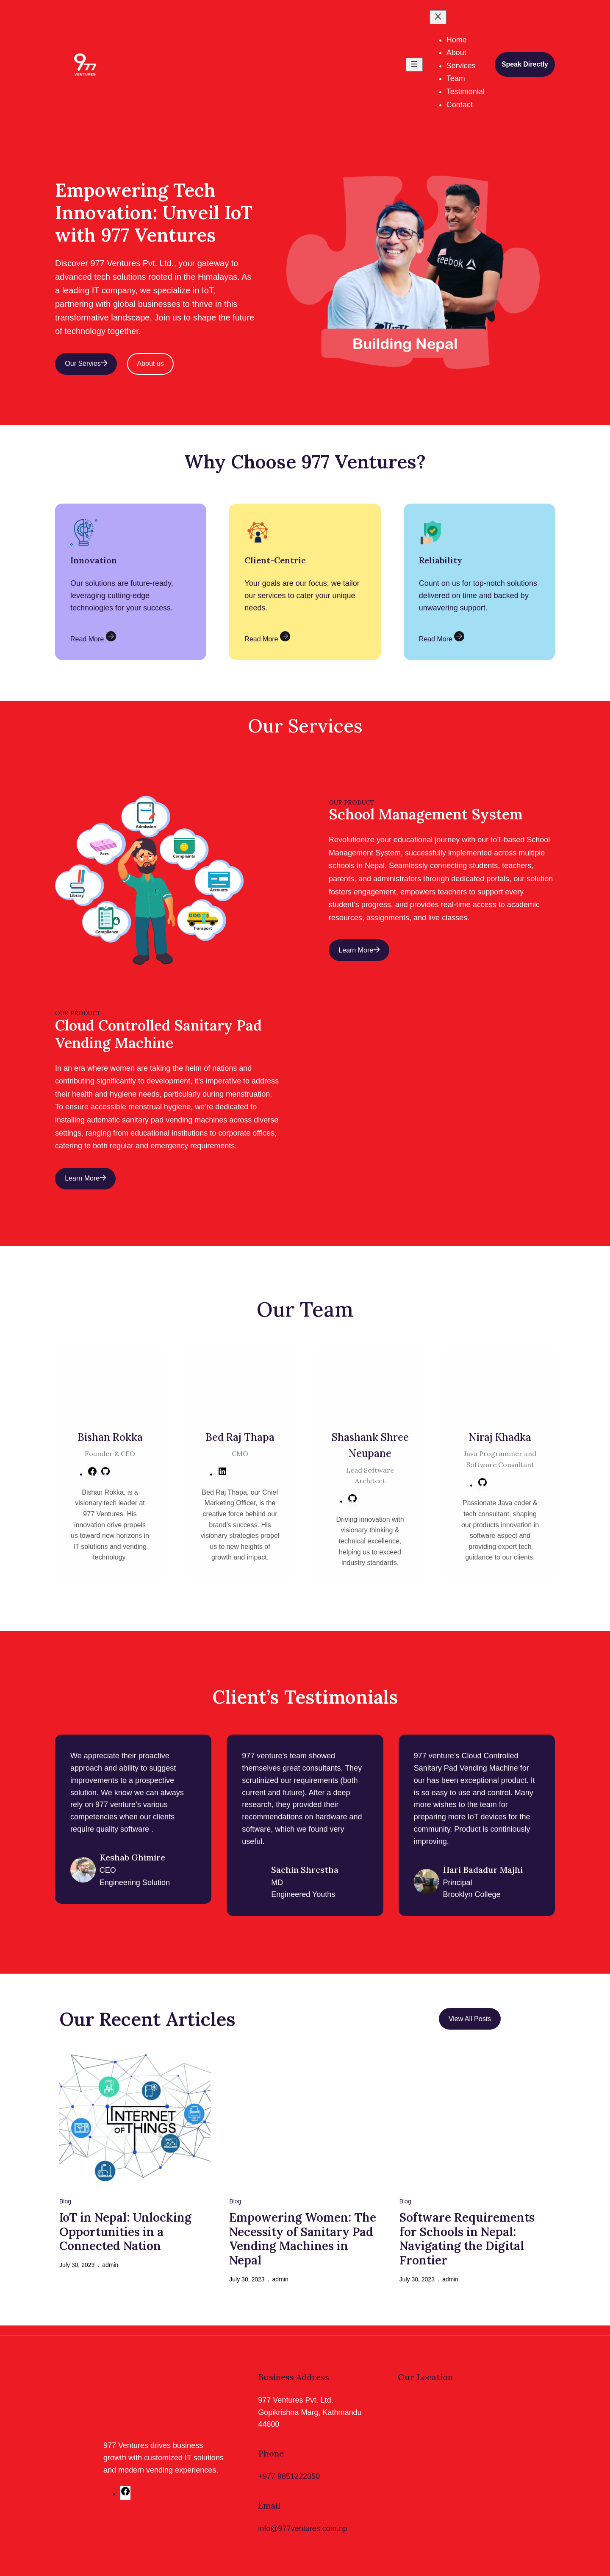 977
VENTURES
Home
About
Services
Team
Testimonial
Contact
Speak Directly
Empowering Tech
Innovation: Unveil IoT
with 977 Ventures
Discover 977 Ventures Pvt. Ltd., your gateway to
advanced tech solutions rooted in the Himalayas. As
a leading IT company, we specialize in IoT,
partnering with global businesses to thrive in this
transformative landscape. Join us to shape the future
of technology together.
Our Servies
About us
Reebok
Building Nepal
Why Choose 977 Ventures?
Innovation
Our solutions are future-ready,
leveraging cutting-edge
technologies for your success.
Read More
Client-Centric
Your goals are our focus; we tailor
our services to cater your unique
needs.
Read More
Reliability
Count on us for top-notch solutions
delivered on time and backed by
unwavering support.
Read More
Our Services
Admission
Fees
Complaints
Library
Accounts
Compliance
Transport
OUR PRODUCT
School Management System
Revolutionize your educational journey with our IoT-based School
Management System, successfully implemented across multiple
schools in Nepal. Seamlessly connecting students, teachers,
parents, and administrators through dedicated portals, our solution
fosters engagement, empowers teachers to support every
student's progress, and provides real-time access to academic
resources, assignments, and live classes.
Learn More
OUR PRODUCT
Cloud Controlled Sanitary Pad
Vending Machine
In an era where women are taking the helm of nations and
contributing significantly to development, it's imperative to address
their health and hygiene needs, particularly during menstruation.
To ensure accessible menstrual hygiene, we're dedicated to
installing automatic sanitary pad vending machines across diverse
settings, ranging from educational institutions to corporate offices,
catering to both regular and emergency requirements.
Learn More
Our Team
Bishan Rokka
Founder & CEO
Bishan Rokka, is a
visionary tech leader at
977 Ventures. His
innovation drive propels
us toward new horizons in
IT solutions and vending
technology.
Bed Raj Thapa
CMO
Bed Raj Thapa, our Chief
Marketing Officer, is the
creative force behind our
brand's success. His
visionary strategies propel
us to new heights of
growth and impact.
Shashank Shree
Neupane
Lead Software
Architect
Driving innovation with
visionary thinking &
technical excellence,
helping us to exceed
industry standards.
Niraj Khadka
Java Programmer and
Software Consultant
Passionate Java coder &
tech consultant, shaping
our products innovation in
software aspect and
providing expert tech
guidance to our clients.
Client's Testimonials
We appreciate their proactive
approach and ability to suggest
improvements to a prospective
solution. We know we can always
rely on 977 venture's various
competencies when our clients
require quality software .
Keshab Ghimire
CEO
Engineering Solution
977 venture's team showed
themselves great consultants. They
scrutinized our requirements (both
current and future). After a deep
research, they provided their
recommendations on hardware and
software, which we found very
useful.
Sachin Shrestha
MD
Engineered Youths
977 venture's Cloud Controlled
Sanitary Pad Vending Machine for
our has been exceptional product. It
is so easy to use and control. Many
more wishes to the team for
preparing more IoT devices for the
community. Product is continiously
improving.
Hari Badadur Majhi
Principal
Brooklyn College
Our Recent Articles
View All Posts
INTERNET
OF THINGS
Blog
IoT in Nepal: Unlocking
Opportunities in a
Connected Nation
July 30, 2023 . admin
Blog
Empowering Women: The
Necessity of Sanitary Pad
Vending Machines in
Nepal
July 30, 2023 . admin
Blog
Software Requirements
for Schools in Nepal:
Navigating the Digital
Frontier
July 30, 2023 . admin
977 Ventures drives business
growth with customized IT solutions
and modern vending experiences.
Business Address
977 Ventures Pvt. Ltd.
Gopikrishna Marg, Kathmandu
44600
Phone
+977 9851222350
Email
info@977ventures.com.np
Our Location